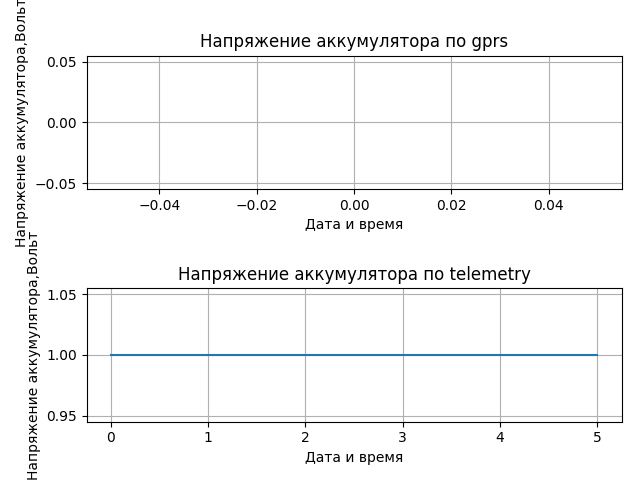 Напряжение аккумулятора по gprs
Напряжение аккумулятора,Вольт
0.05
0.00
−0.05
−0.04 −0.02 0.00 0.02 0.04
Дата и время
Напряжение аккумулятора по telemetry
Напряжение аккумулятора,Вольт
1.05
1.00
0.95
0 1 2 3 4 5
Дата и время